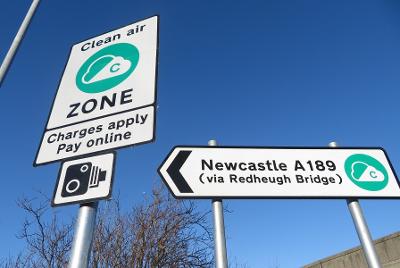 Clean air
C
ZONE
Charges apply
Pay online
Newcastle A189
(via Redheugh Bridge)
C